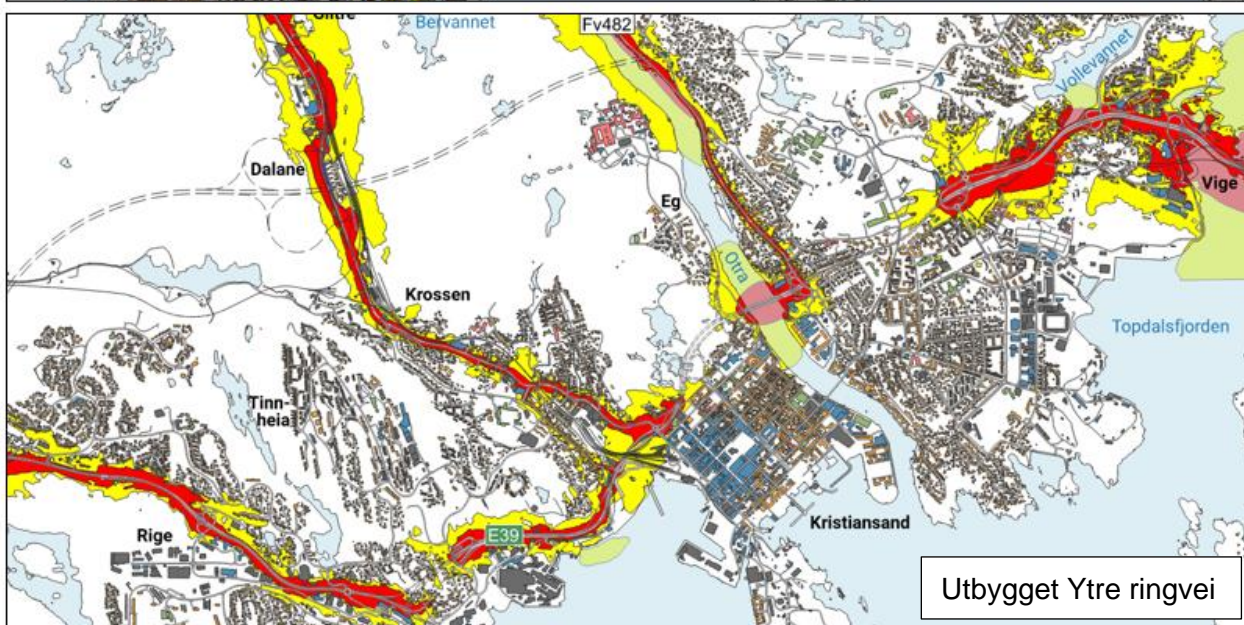 Bervannet
Fv482
Vollevannet
Dalane
Eg
Vige
Otra
Krossen
Topdalsfjorden
Tinn-
heia
E39
Kristiansand
Rige
Utbygget Ytre ringvei